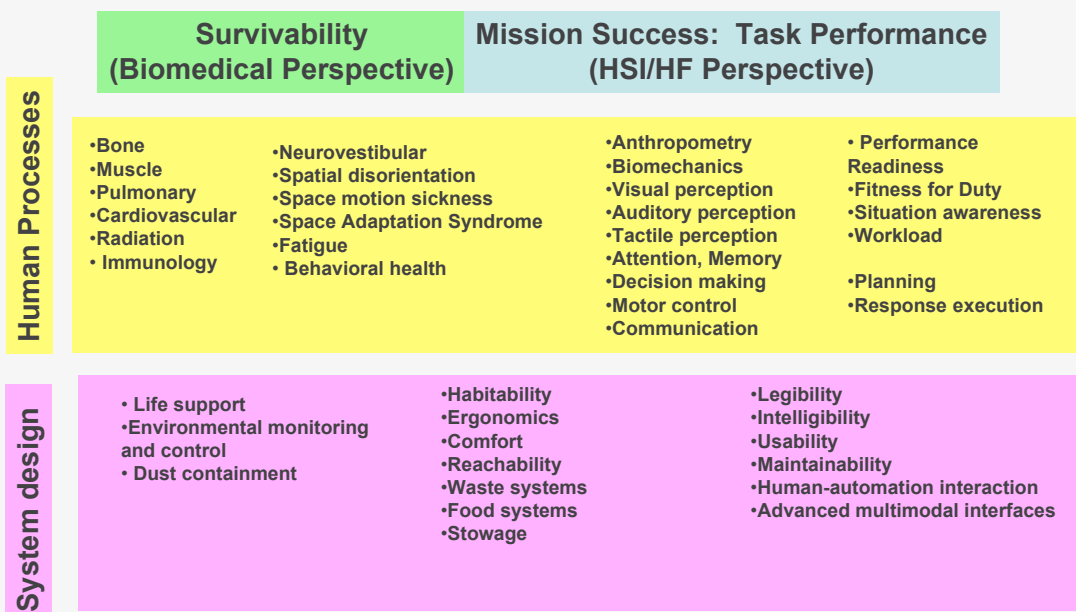 Survivability
(Biomedical Perspective)
Mission Success:  Task Performance
(HSI/HF Perspective)
Human Processes
•Bone
•Muscle
•Pulmonary
•Cardiovascular
•Radiation
• Immunology
•Neurovestibular
•Spatial disorientation
•Space motion sickness
•Space Adaptation Syndrome
•Fatigue
• Behavioral health
•Anthropometry
•Biomechanics
•Visual perception
•Auditory perception
•Tactile perception
•Attention, Memory
•Decision making
•Motor control
•Communication
• Performance
Readiness
•Fitness for Duty
•Situation awareness
•Workload
•Planning
•Response execution
System design
• Life support
•Environmental monitoring
and control
• Dust containment
•Habitability
•Ergonomics
•Comfort
•Reachability
•Waste systems
•Food systems
•Stowage
•Legibility
•Intelligibility
•Usability
•Maintainability
•Human-automation interaction
•Advanced multimodal interfaces